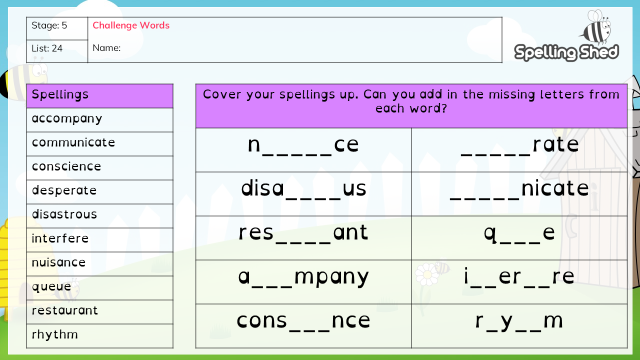 Stage: 5
Challenge Words
List: 24
Name:
Spelling Shed
Spellings
accompany
communicate
conscience
desperate
disastrous
interfere
nuisance
queue
restaurant
rhythm
Cover your spellings up. Can you add in the missing letters from
each word?
n_____ce
_____rate
disa____us
_____nicate
res____ant
q___e
a___mpany
i__er__re
cons___nce
r_y__m